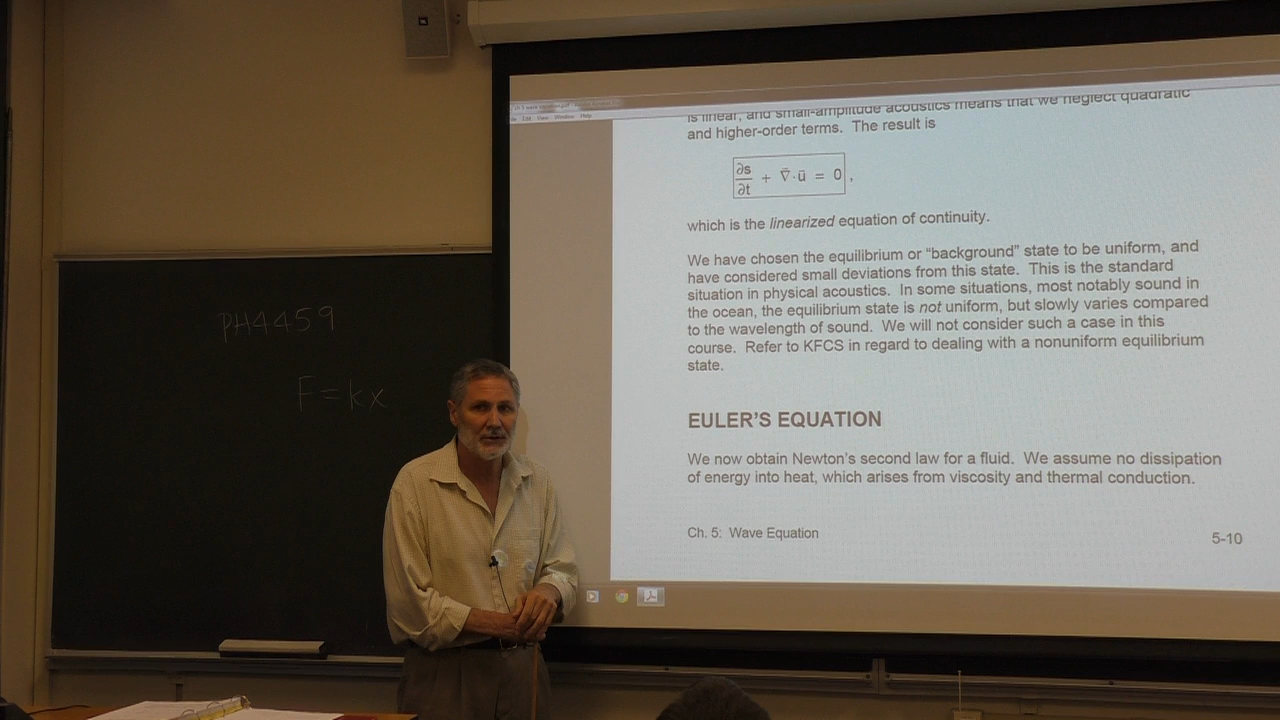 File List View Window Help
is linear, and small-amplitude acoustics means that we neglect quadratic
and higher-order terms. The result is
∂s/∂t + ∇⃗·u⃗ = 0 ,
which is the linearized equation of continuity.
We have chosen the equilibrium or “background” state to be uniform, and
have considered small deviations from this state. This is the standard
situation in physical acoustics. In some situations, most notably sound in
the ocean, the equilibrium state is not uniform, but slowly varies compared
to the wavelength of sound. We will not consider such a case in this
course. Refer to KFCS in regard to dealing with a nonuniform equilibrium
state.
EULER’S EQUATION
We now obtain Newton’s second law for a fluid. We assume no dissipation
of energy into heat, which arises from viscosity and thermal conduction.
Ch. 5: Wave Equation 5-10
PH4459
F=kx